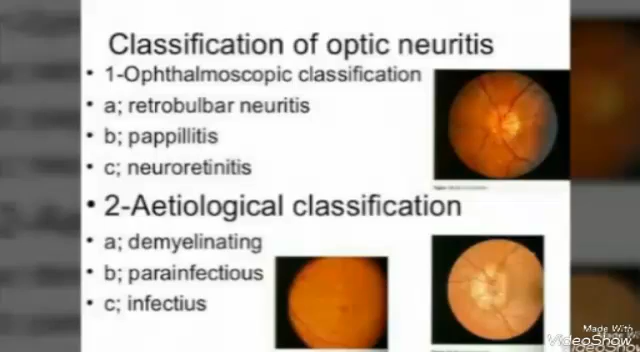 Classification of optic neuritis
• 1-Ophthalmoscopic classification
• a; retrobulbar neuritis
• b; pappillitis
• c; neuroretinitis
• 2-Aetiological classification
• a; demyelinating
• b; parainfectious
• c; infectius
Made With
VideoShow